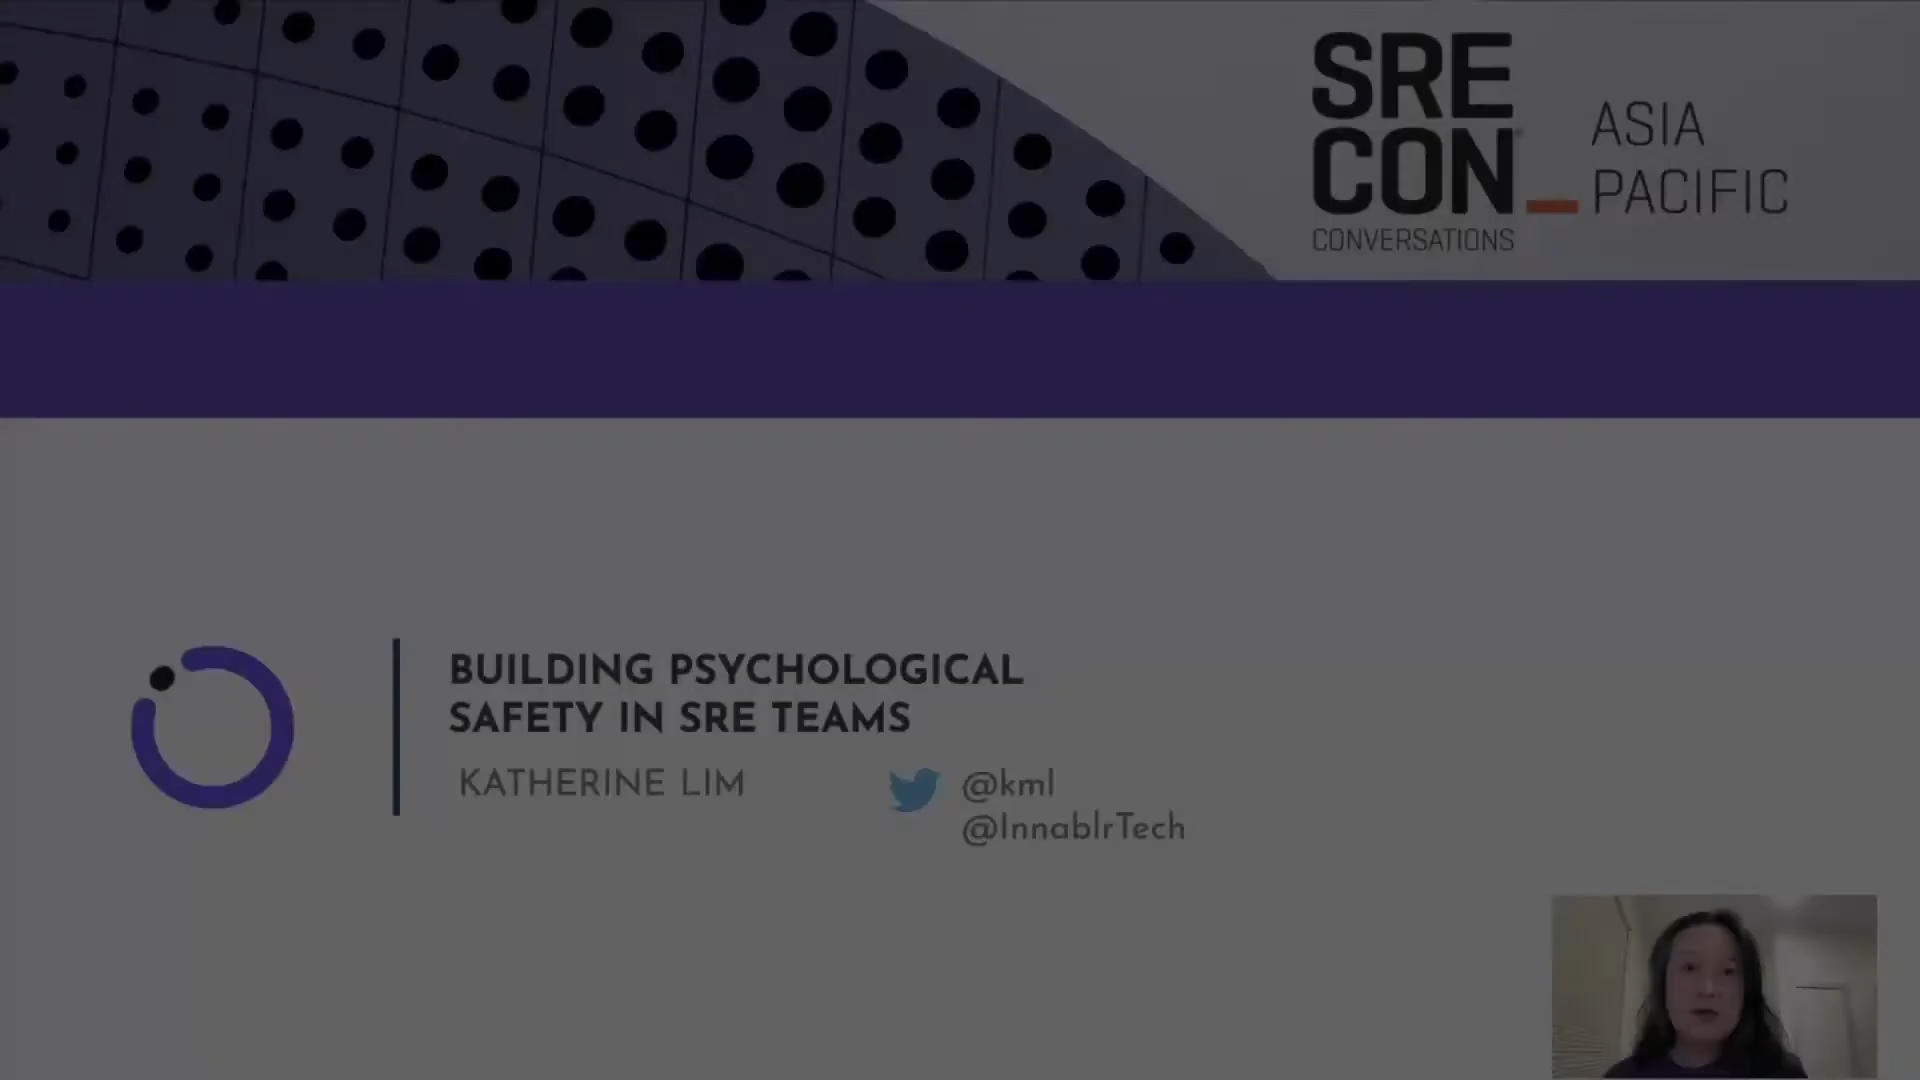 SRE
CON
CONVERSATIONS
ASIA
PACIFIC
BUILDING PSYCHOLOGICAL
SAFETY IN SRE TEAMS
KATHERINE LIM
@kml
@InnablrTech